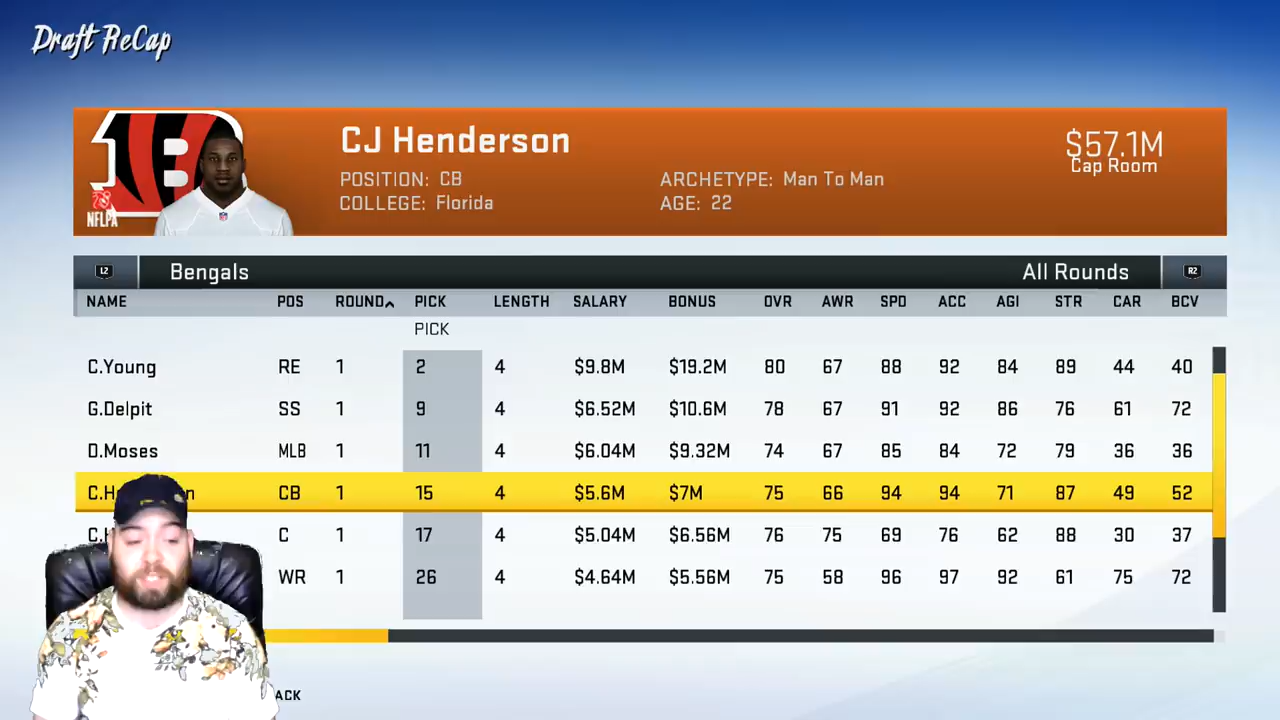 Draft ReCap
CJ Henderson
POSITION: CB
ARCHETYPE: Man To Man
COLLEGE: Florida
AGE: 22
$57.1M
Cap Room
NFLPA
L2 Bengals All Rounds R2
NAME POS ROUND PICK LENGTH SALARY BONUS OVR AWR SPD ACC AGI STR CAR BCV
PICK
C.Young RE 1 2 4 $9.8M $19.2M 80 67 88 92 84 89 44 40
G.Delpit SS 1 9 4 $6.52M $10.6M 78 67 91 92 86 76 61 72
D.Moses MLB 1 11 4 $6.04M $9.32M 74 67 85 84 72 79 36 36
CB 1 15 4 $5.6M $7M 75 66 94 94 71 87 49 52
C 1 17 4 $5.04M $6.56M 76 75 69 76 62 88 30 37
WR 1 26 4 $4.64M $5.56M 75 58 96 97 92 61 75 72